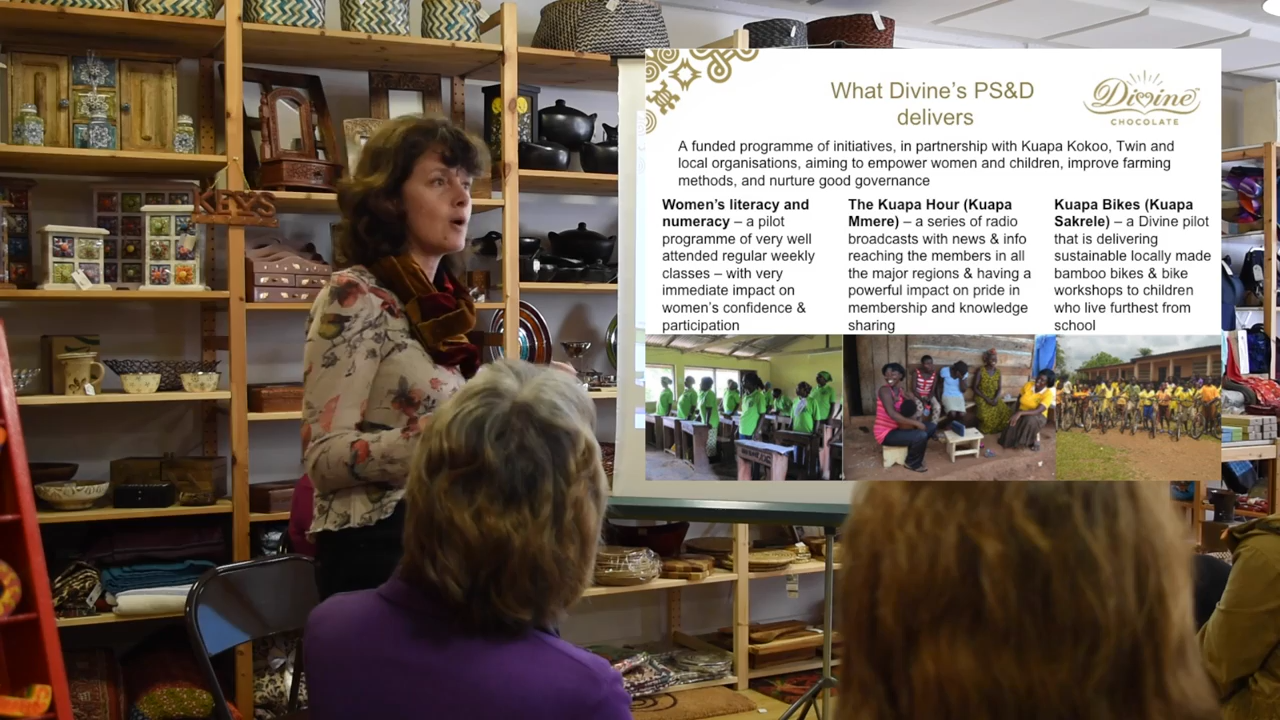 What Divine's PS&D
delivers
Divine
CHOCOLATE
A funded programme of initiatives, in partnership with Kuapa Kokoo, Twin and
local organisations, aiming to empower women and children, improve farming
methods, and nurture good governance
Women's literacy and
numeracy – a pilot
programme of very well
attended regular weekly
classes – with very
immediate impact on
women's confidence &
participation
The Kuapa Hour (Kuapa
Mmere) – a series of radio
broadcasts with news & info
reaching the members in all
the major regions & having a
powerful impact on pride in
membership and knowledge
sharing
Kuapa Bikes (Kuapa
Sakrele) – a Divine pilot
that is delivering
sustainable locally made
bamboo bikes & bike
workshops to children
who live furthest from
school
KEYS